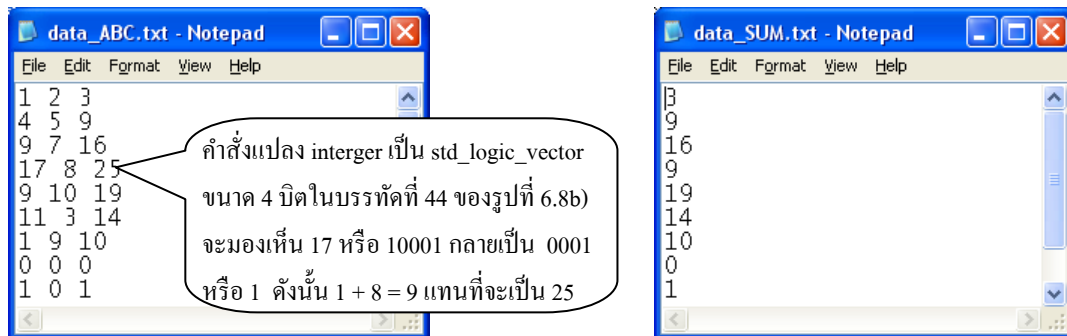 data_ABC.txt - Notepad
File Edit Format View Help
1 2 3
4 5 9
9 7 16
17 8 25
9 10 19
11 3 14
1 9 10
0 0 0
1 0 1
คำสั่งแปลง interger เป็น std_logic_vector
ขนาด 4 บิตในบรรทัดที่ 44 ของรูปที่ 6.8b)
จะมองเห็น 17 หรือ 10001 กลายเป็น 0001
หรือ 1 ดังนั้น 1 + 8 = 9 แทนที่จะเป็น 25
data_SUM.txt - Notepad
File Edit Format View Help
3
9
16
9
19
14
10
0
1